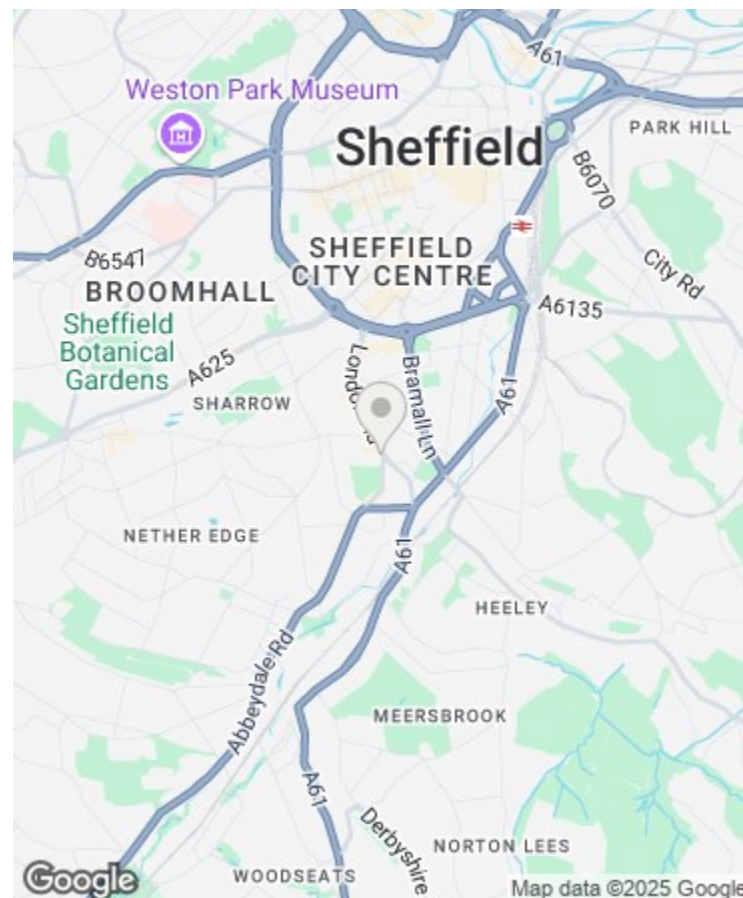 A61
Weston Park Museum
PARK HILL
Sheffield
B6070
SHEFFIELD
CITY CENTRE
City Rd
B6547
BROOMHALL
A6135
Sheffield
Botanical
Gardens
A625
London Rd
Bramall Ln
A61
SHARROW
NETHER EDGE
A61
HEELEY
Abbeydale Rd
MEERSBROOK
A61
Derbyshire
NORTON LEES
WOODSEATS
Google
Map data ©2025 Google